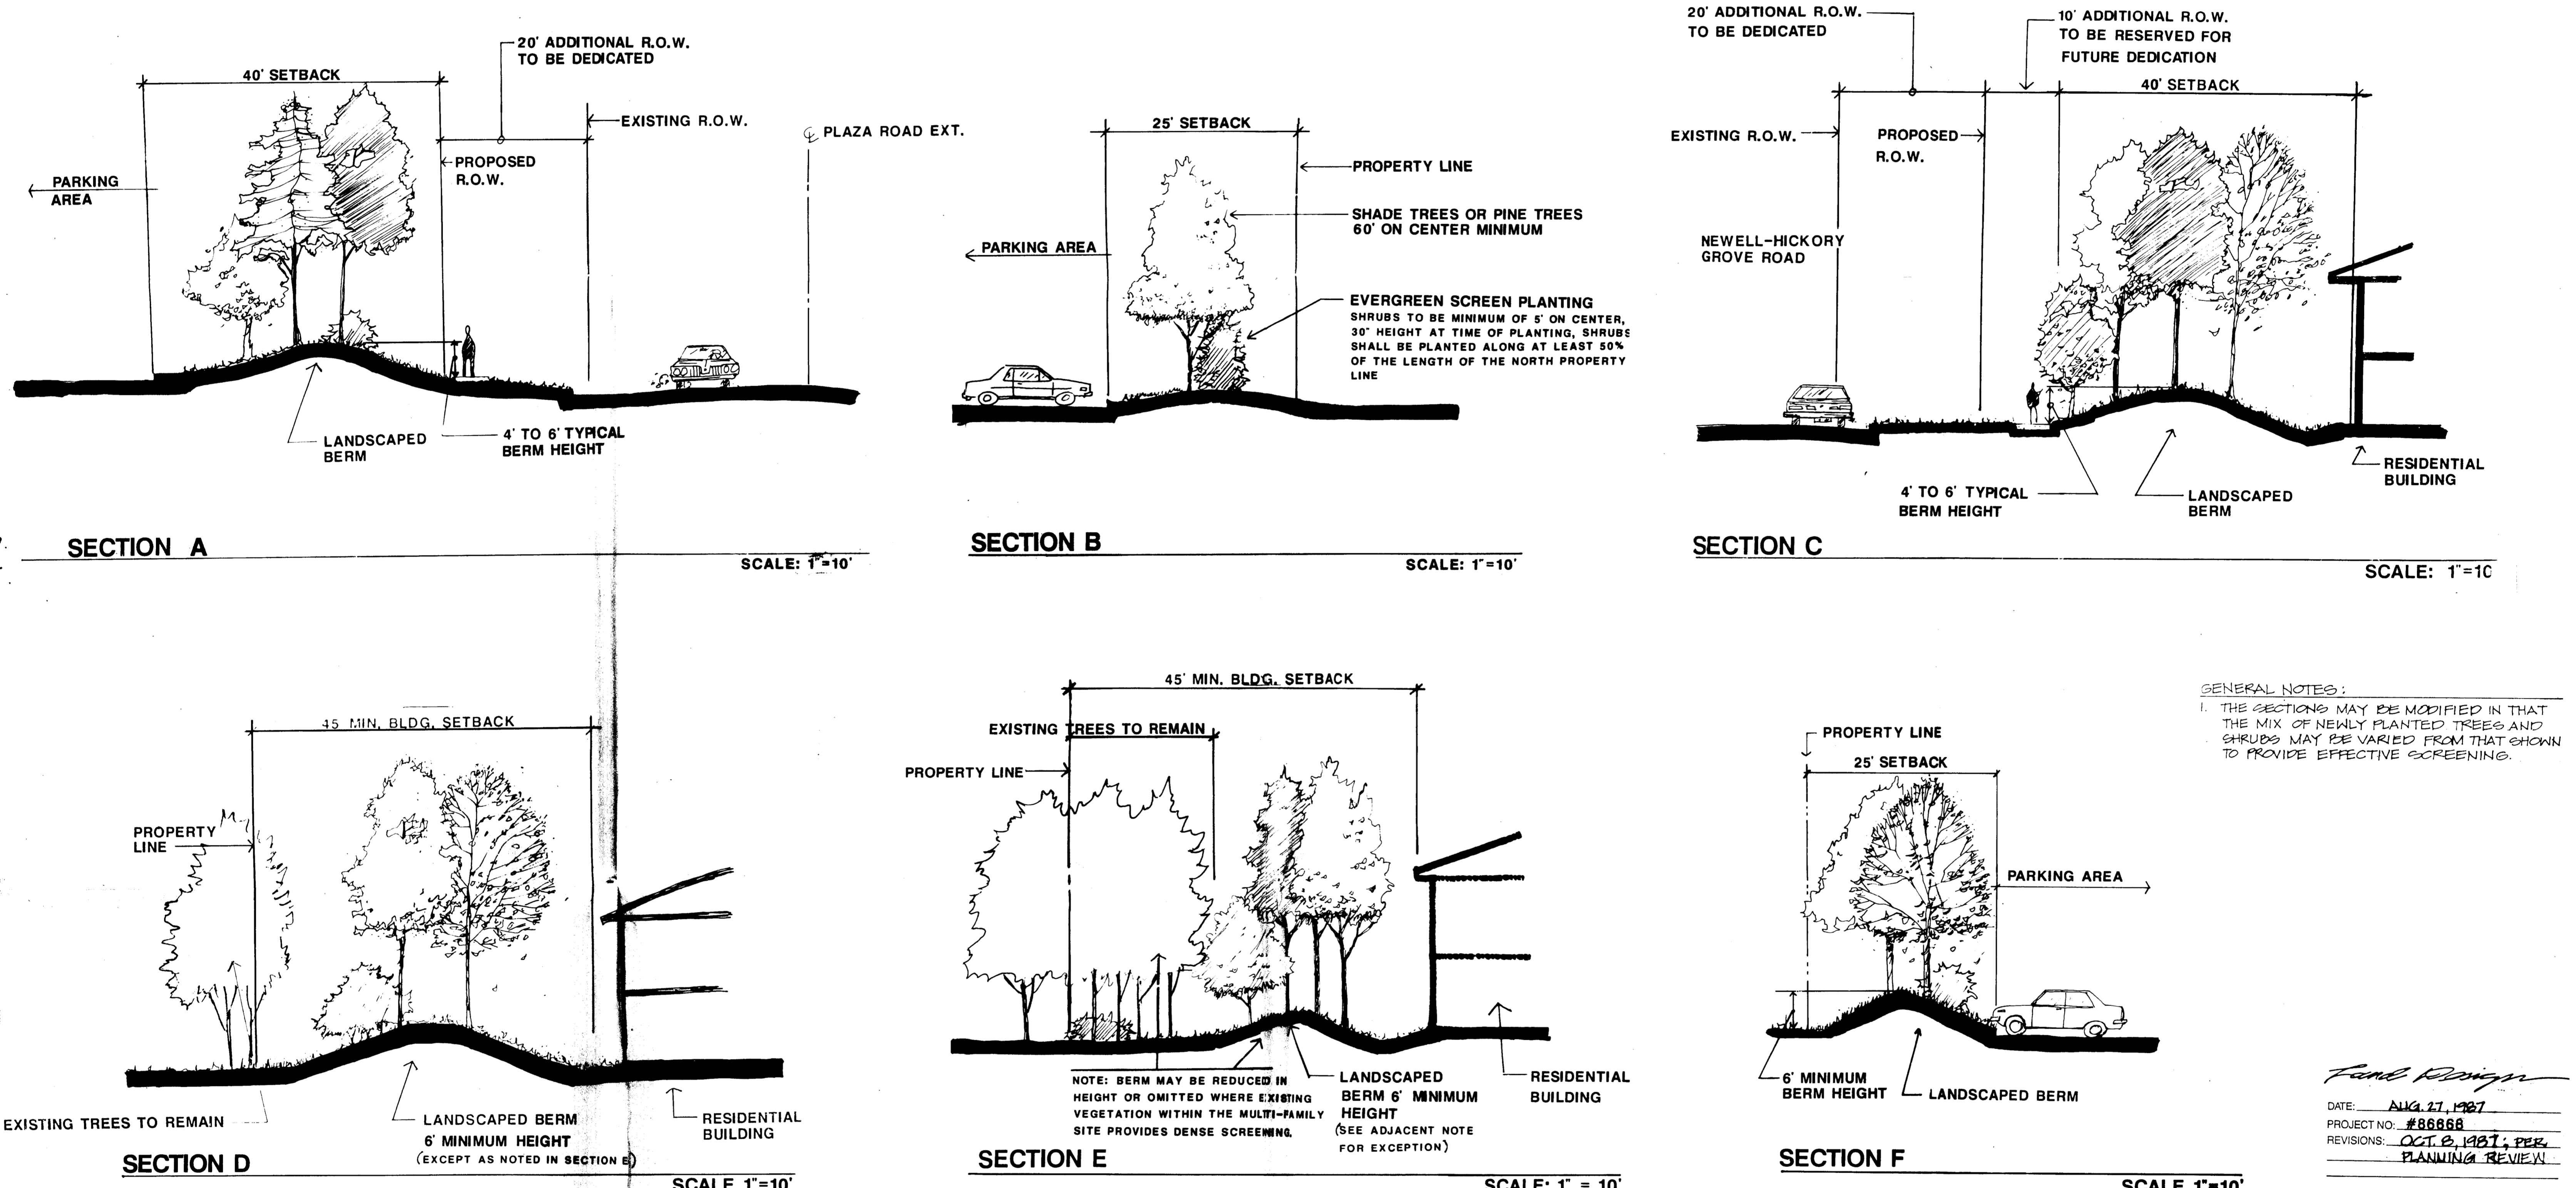 40' SETBACK
20' ADDITIONAL R.O.W.
TO BE DEDICATED
EXISTING R.O.W.
℄ PLAZA ROAD EXT.
PROPOSED
R.O.W.
PARKING
AREA
LANDSCAPED
BERM
4' TO 6' TYPICAL
BERM HEIGHT
SECTION A
SCALE: 1"=10'
25' SETBACK
PROPERTY LINE
SHADE TREES OR PINE TREES
60' ON CENTER MINIMUM
PARKING AREA
EVERGREEN SCREEN PLANTING
SHRUBS TO BE MINIMUM OF 5' ON CENTER,
30" HEIGHT AT TIME OF PLANTING, SHRUBS
SHALL BE PLANTED ALONG AT LEAST 50%
OF THE LENGTH OF THE NORTH PROPERTY
LINE
SECTION B
SCALE: 1"=10'
20' ADDITIONAL R.O.W.
TO BE DEDICATED
10' ADDITIONAL R.O.W.
TO BE RESERVED FOR
FUTURE DEDICATION
40' SETBACK
EXISTING R.O.W.
PROPOSED
R.O.W.
NEWELL-HICKORY
GROVE ROAD
4' TO 6' TYPICAL
BERM HEIGHT
LANDSCAPED
BERM
RESIDENTIAL
BUILDING
SECTION C
SCALE: 1"=10
45 MIN. BLDG. SETBACK
PROPERTY
LINE
EXISTING TREES TO REMAIN
LANDSCAPED BERM
6' MINIMUM HEIGHT
(EXCEPT AS NOTED IN SECTION E)
RESIDENTIAL
BUILDING
SECTION D
SCALE 1"=10'
45' MIN. BLDG. SETBACK
EXISTING TREES TO REMAIN
PROPERTY LINE
NOTE: BERM MAY BE REDUCED IN
HEIGHT OR OMITTED WHERE EXISTING
VEGETATION WITHIN THE MULTI-FAMILY
SITE PROVIDES DENSE SCREENING.
LANDSCAPED
BERM 6' MINIMUM
HEIGHT
(SEE ADJACENT NOTE
FOR EXCEPTION)
RESIDENTIAL
BUILDING
SECTION E
SCALE: 1" = 10'
PROPERTY LINE
25' SETBACK
PARKING AREA
6' MINIMUM
BERM HEIGHT
LANDSCAPED BERM
SECTION F
SCALE 1"=10'
GENERAL NOTES:
1. THE SECTIONS MAY BE MODIFIED IN THAT
THE MIX OF NEWLY PLANTED TREES AND
SHRUBS MAY BE VARIED FROM THAT SHOWN
TO PROVIDE EFFECTIVE SCREENING.
Land Design
DATE: AUG. 27, 1987
PROJECT NO: #86668
REVISIONS: OCT. 8, 1987; PER
PLANNING REVIEW